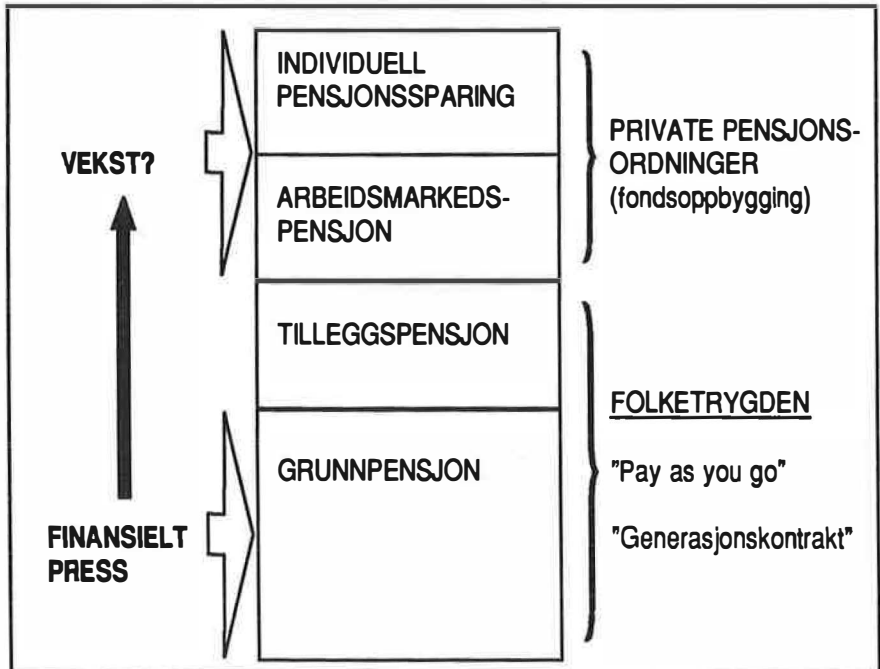 INDIVIDUELL
PENSJONSSPARING
VEKST?
ARBEIDSMARKEDS-
PENSJON
PRIVATE PENSJONS-
ORDNINGER
(fondsoppbygging)
TILLEGGSPENSJON
GRUNNPENSJON
FOLKETRYGDEN
"Pay as you go"
"Generasjonskontrakt"
FINANSIELT
PRESS